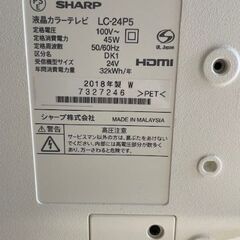 SHARP
液晶カラーテレビ LC-24P5
定格電圧 100V~
定格消費電力 45W
定格周波数 50/60Hz
区分名 DK1
受信機型サイズ 24V
年間消費電力量 32kWh/年
JAPAN
HDMI
2018年製 W
7327246 >PET<
シャープ株式会社 MADE IN MALAYSIA
高圧注意
サービスマン以外の方は、裏ぶたをあけないで
ください。内部には高電圧部分が数多く
あり、万一さわると危険です。